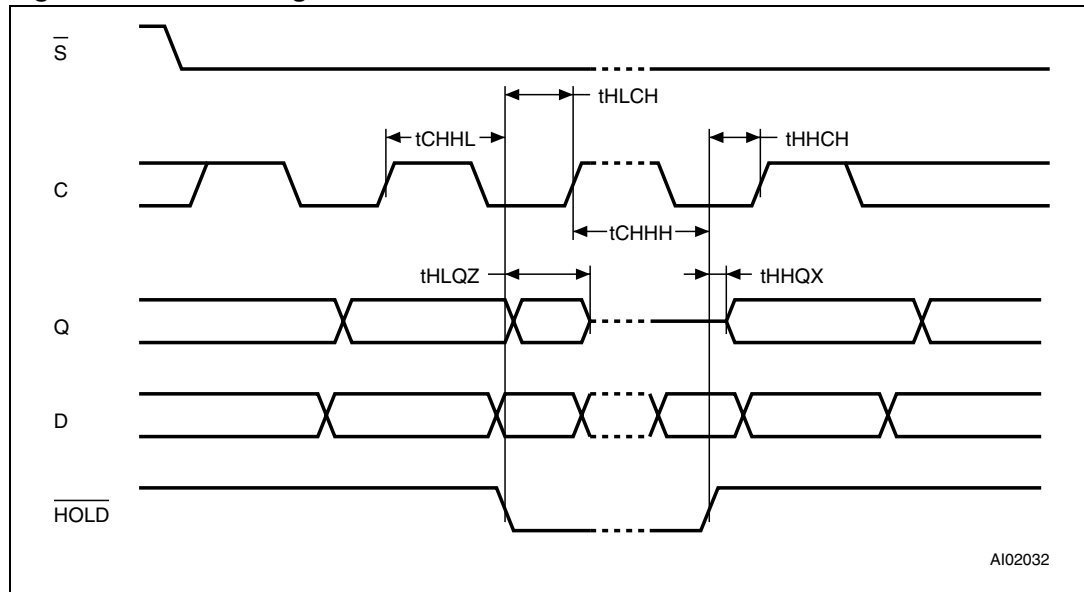 S
tHLCH
tCHHL
tHHCH
C
tCHHH
tHLQZ
tHHQX
Q
D
HOLD
AI02032